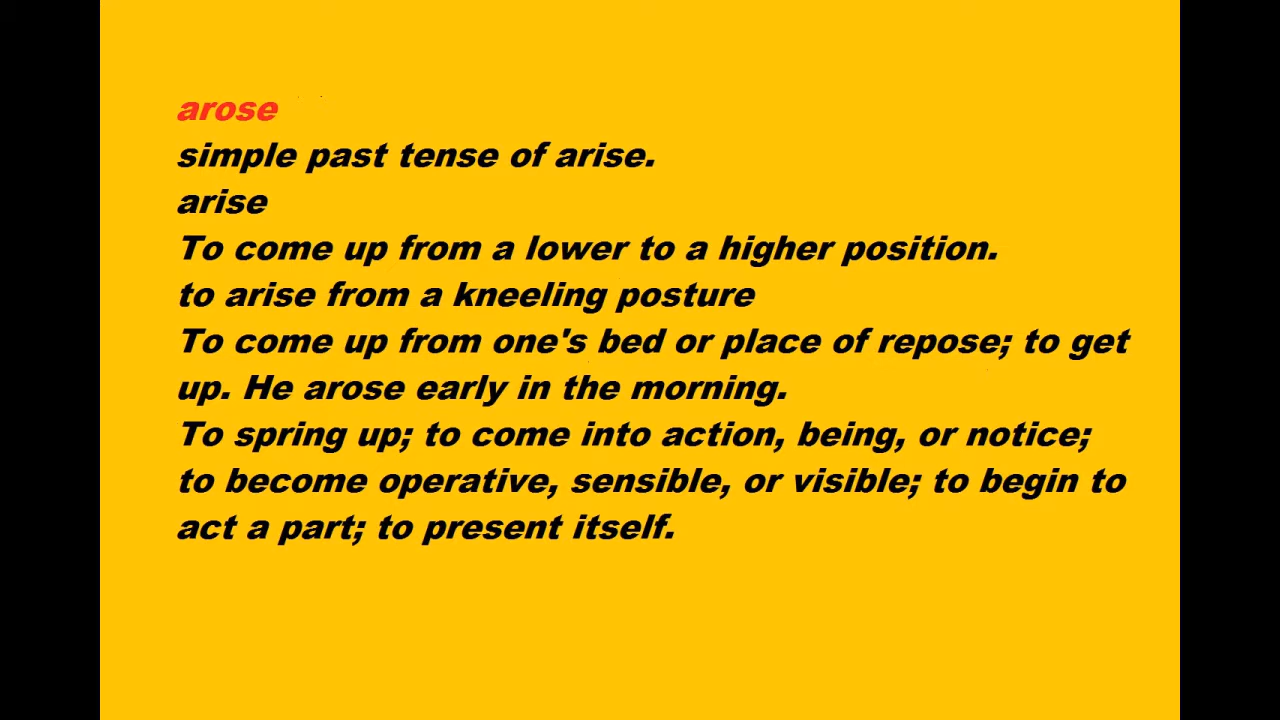 arose
simple past tense of arise.
arise
To come up from a lower to a higher position.
to arise from a kneeling posture
To come up from one's bed or place of repose; to get
up. He arose early in the morning.
To spring up; to come into action, being, or notice;
to become operative, sensible, or visible; to begin to
act a part; to present itself.